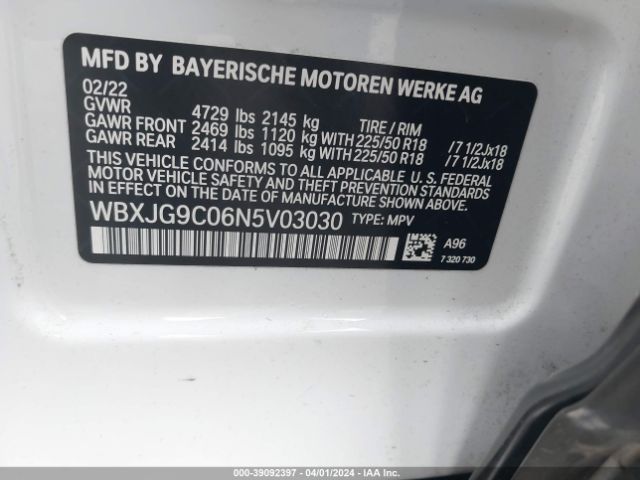 MFD BY BAYERISCHE MOTOREN WERKE AG
02/22
GVWR 4729 lbs 2145 kg TIRE / RIM
GAWR FRONT 2469 lbs 1120 kg WITH 225/50 R18 /7 1/2Jx18
GAWR REAR 2414 lbs 1095 kg WITH 225/50 R18 /7 1/2Jx18
THIS VEHICLE CONFORMS TO ALL APPLICABLE U.S. FEDERAL
MOTOR VEHICLE SAFETY, BUMPER, AND THEFT PREVENTION
STANDARDS IN EFFECT ON THE DATE OF MANUFACTURE SHOWN ABOVE.
WBXJG9C06N5V03030 TYPE: MPV
A96
7 320 730
000-39092397 - 04/01/2024 - IAAI.COM